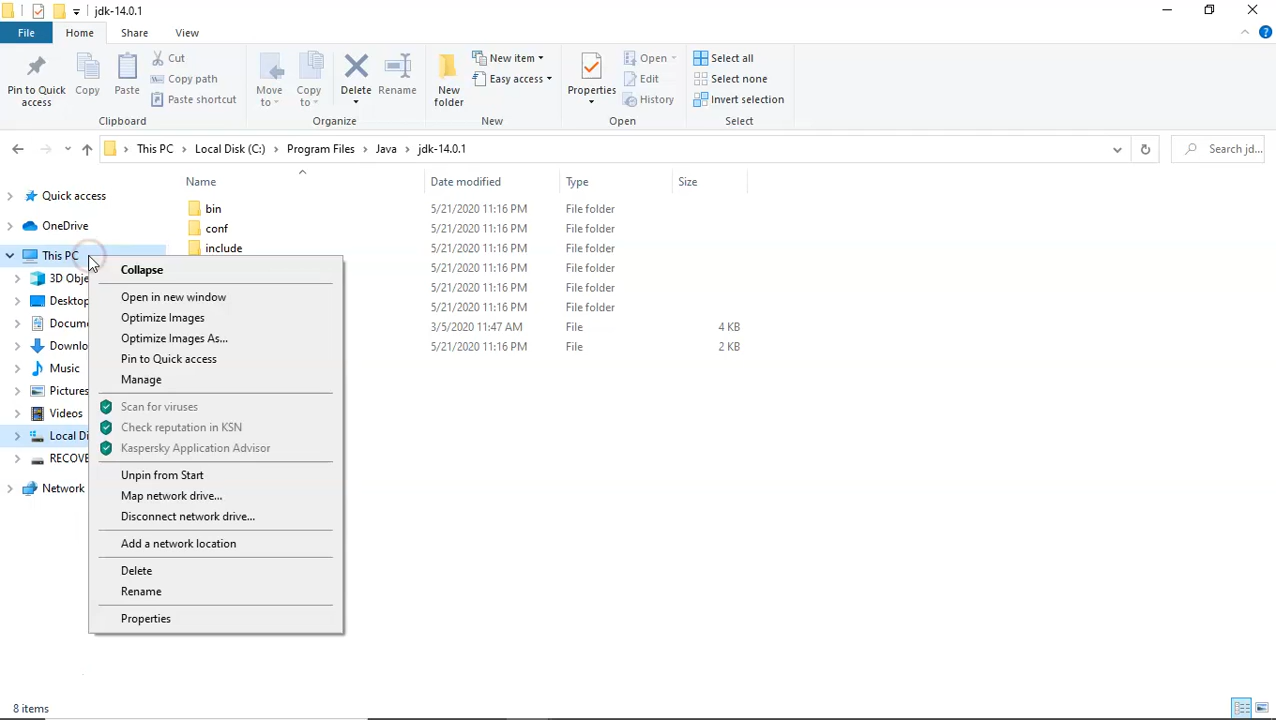 jdk-14.0.1
File Home Share View
Pin to Quick access
Copy
Paste
Cut
Copy path
Paste shortcut
Clipboard
Move to
Copy to
Delete
Rename
Organize
New folder
New item
Easy access
New
Properties
Open
Edit
History
Open
Select all
Select none
Invert selection
Select
This PC > Local Disk (C:) > Program Files > Java > jdk-14.0.1
Search jd...
Name Date modified Type Size
bin 5/21/2020 11:16 PM File folder
conf 5/21/2020 11:16 PM File folder
include 5/21/2020 11:16 PM File folder
5/21/2020 11:16 PM File folder
5/21/2020 11:16 PM File folder
5/21/2020 11:16 PM File folder
3/5/2020 11:47 AM File 4 KB
5/21/2020 11:16 PM File 2 KB
Quick access
OneDrive
This PC
3D Obje
Desktop
Docum
Downlo
Music
Pictures
Videos
Local Di
RECOVE
Network
Collapse
Open in new window
Optimize Images
Optimize Images As...
Pin to Quick access
Manage
Scan for viruses
Check reputation in KSN
Kaspersky Application Advisor
Unpin from Start
Map network drive...
Disconnect network drive...
Add a network location
Delete
Rename
Properties
8 items